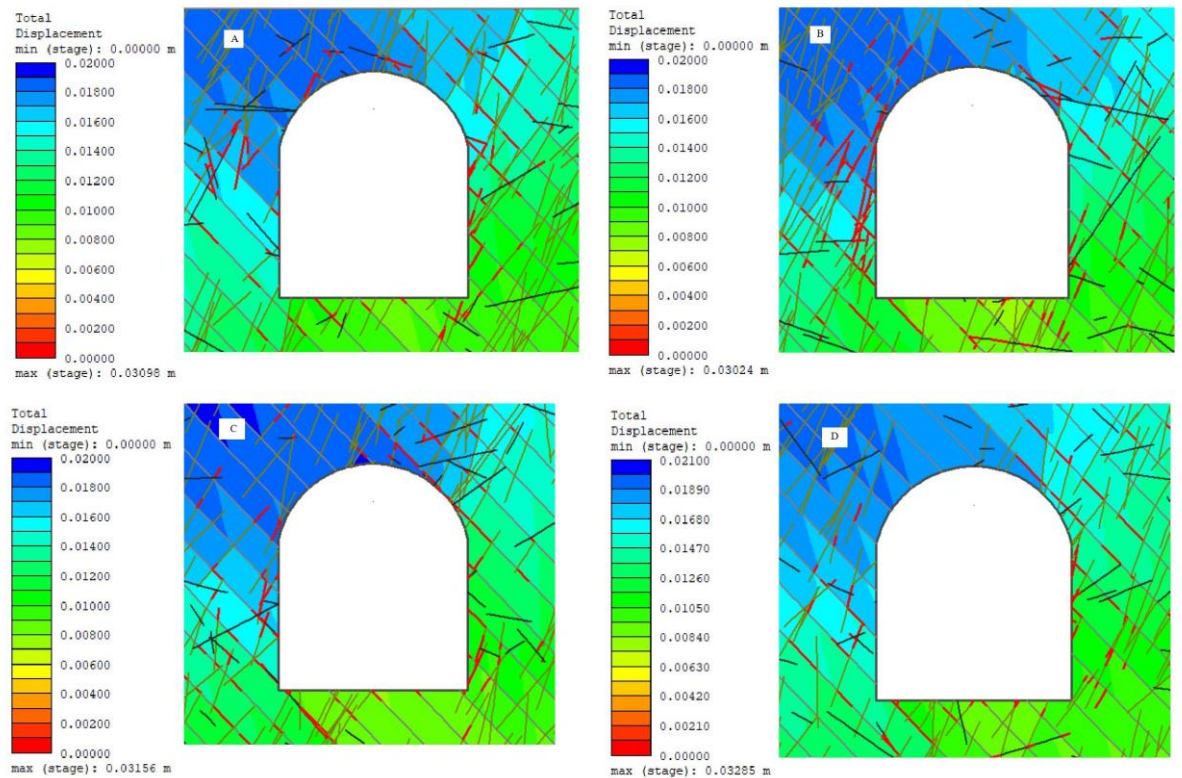 Total
Displacement
min (stage): 0.00000 m
0.02000
0.01800
0.01600
0.01400
0.01200
0.01000
0.00800
0.00600
0.00400
0.00200
0.00000
max (stage): 0.03098 m
A
Total
Displacement
min (stage): 0.00000 m
0.02000
0.01800
0.01600
0.01400
0.01200
0.01000
0.00800
0.00600
0.00400
0.00200
0.00000
max (stage): 0.03024 m
B
Total
Displacement
min (stage): 0.00000 m
0.02000
0.01800
0.01600
0.01400
0.01200
0.01000
0.00800
0.00600
0.00400
0.00200
0.00000
max (stage): 0.03156 m
C
Total
Displacement
min (stage): 0.00000 m
0.02100
0.01890
0.01680
0.01470
0.01260
0.01050
0.00840
0.00630
0.00420
0.00210
0.00000
max (stage): 0.03285 m
D